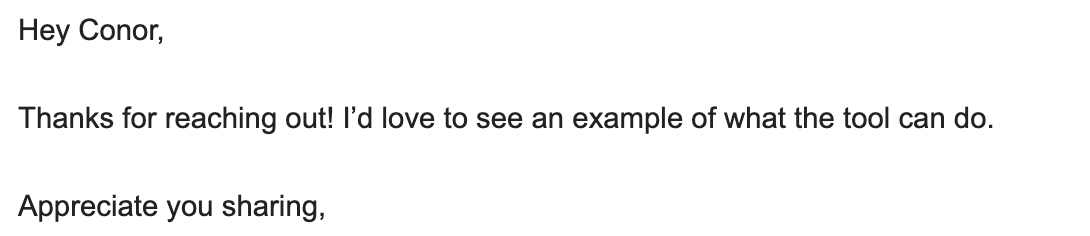 Hey Conor,
Thanks for reaching out! I’d love to see an example of what the tool can do.
Appreciate you sharing,